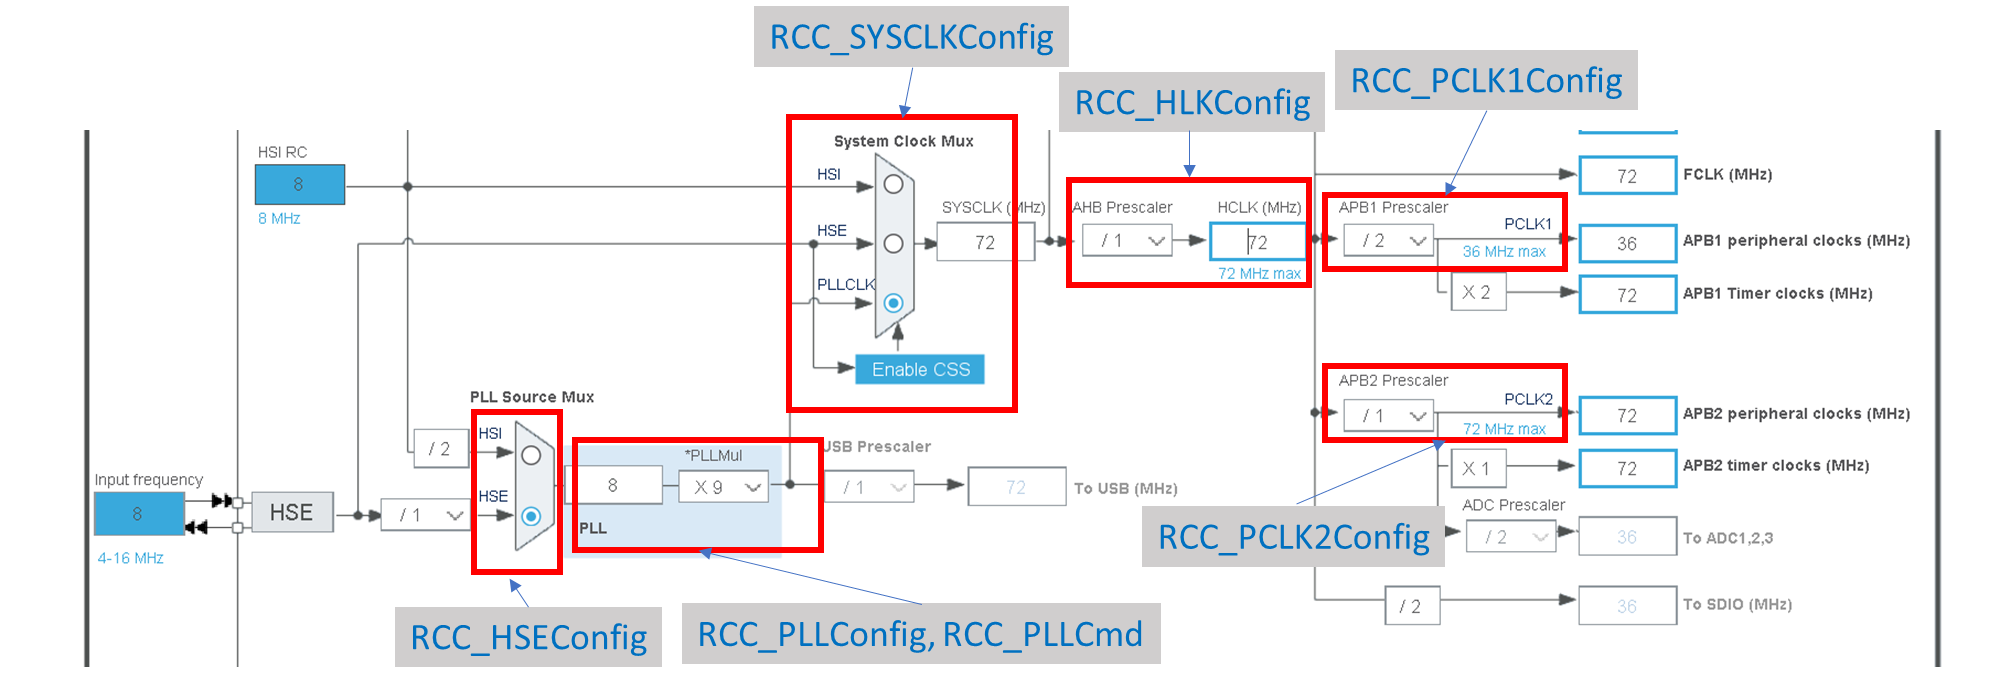 RCC_SYSCLKConfig
RCC_HLKConfig
RCC_PCLK1Config
HSI RC
8
8 MHz
System Clock Mux
HSI
HSE
PLLCLK
Enable CSS
SYSCLK (MHz)
72
AHB Prescaler
/ 1
HCLK (MHz)
72
72 MHz max
72
FCLK (MHz)
APB1 Prescaler
/ 2
PCLK1
36 MHz max
36
APB1 peripheral clocks (MHz)
X 2
72
APB1 Timer clocks (MHz)
APB2 Prescaler
/ 1
PCLK2
72 MHz max
72
APB2 peripheral clocks (MHz)
X 1
72
APB2 timer clocks (MHz)
ADC Prescaler
/ 2
36
To ADC1,2,3
/ 2
36
To SDIO (MHz)
PLL Source Mux
/ 2
HSI
HSE
Input frequency
8
4-16 MHz
HSE
/ 1
8
*PLLMul
X 9
PLL
USB Prescaler
/ 1
72
To USB (MHz)
RCC_PCLK2Config
RCC_HSEConfig
RCC_PLLConfig, RCC_PLLCmd